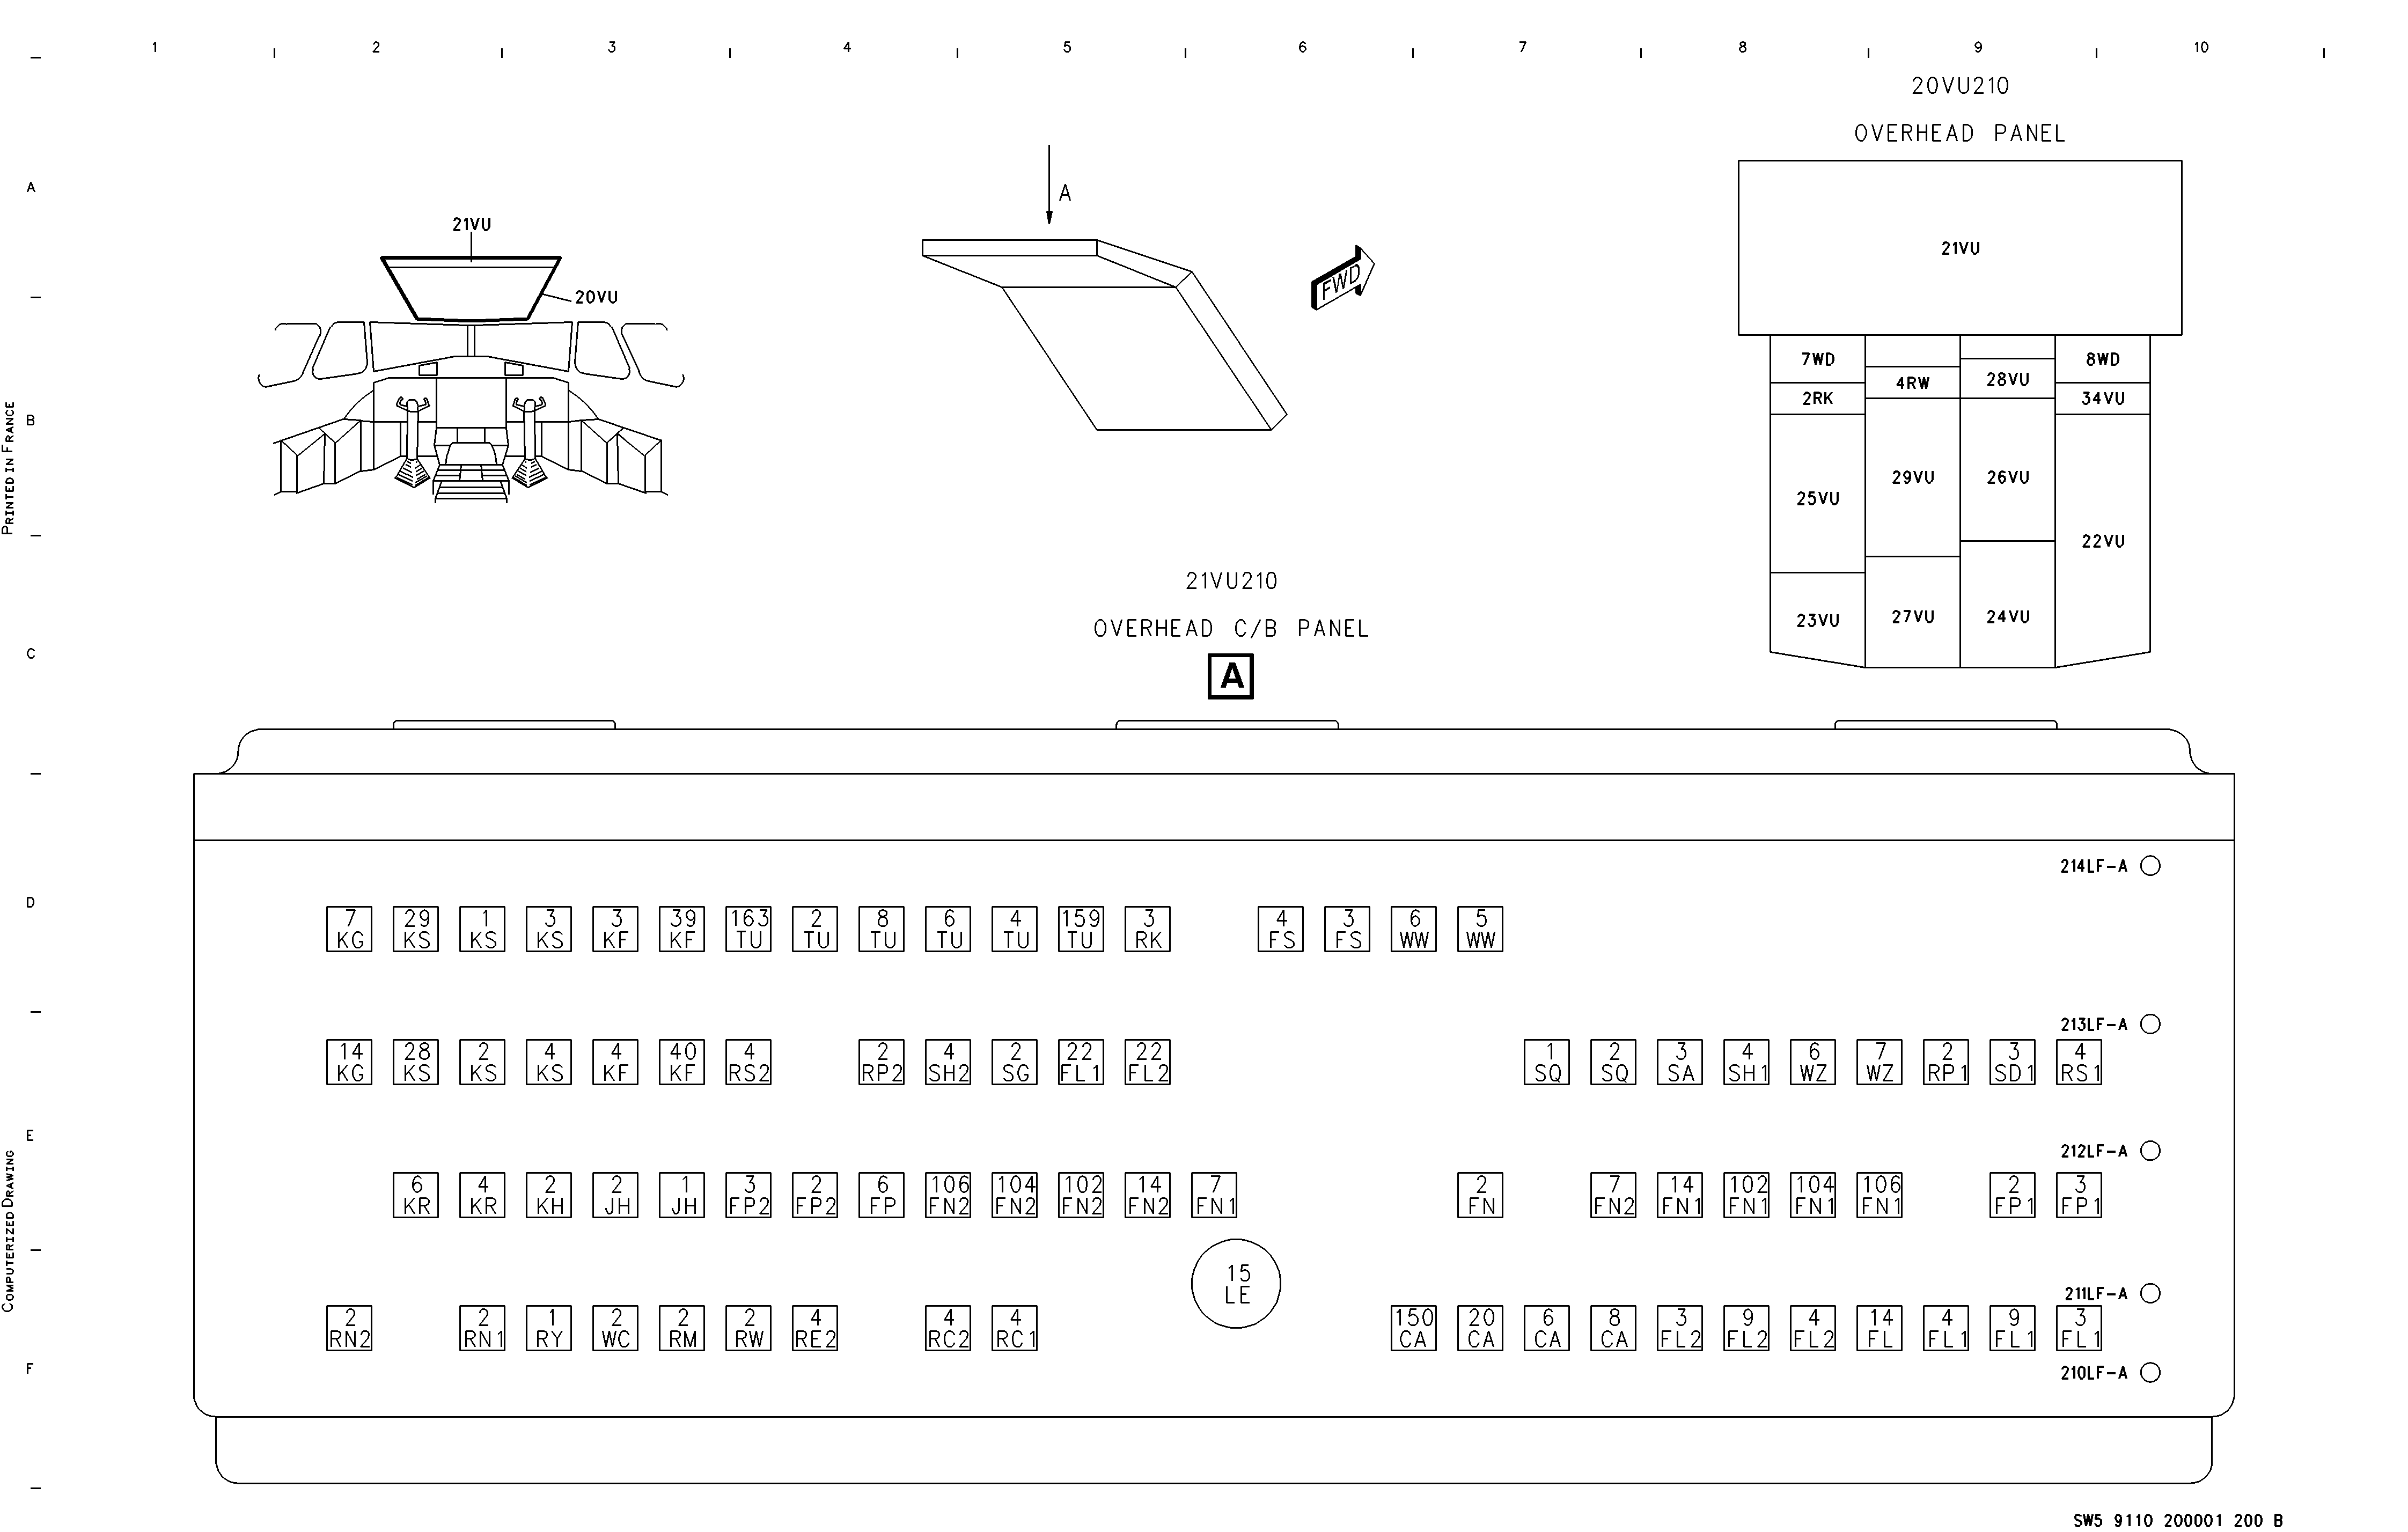 1 2 3 4 5 6 7 8 9 10
20VU210
OVERHEAD PANEL
A
A
21VU
20VU
FWD
21VU
7WD
8WD
4RW
28VU
2RK
34VU
B
29VU
26VU
25VU
22VU
27VU
24VU
23VU
PRINTED IN FRANCE
21VU210
OVERHEAD C/B PANEL
C
A
214LF-A
D
7 29 1 3 3 39 163 2 8 6 4 159 3 4 3 6 5
KG KS KS KS KF KF TU TU TU TU TU TU RK FS FS WW WW
213LF-A
14 28 2 4 4 40 4 2 4 2 22 22 1 2 3 4 6 7 2 3 4
KG KS KS KS KF KF RS2 RP2 SH2 SG FL1 FL2 SQ SQ SA SH1 WZ WZ RP1 SD1 RS1
E
212LF-A
6 4 2 2 1 3 2 6 106 104 102 14 7 2 7 14 102 104 106 2 3
KR KR KH JH JH FP2 FP2 FP FN2 FN2 FN2 FN2 FN1 FN FN2 FN1 FN1 FN1 FN1 FP1 FP1
COMPUTERIZED DRAWING
15
LE
211LF-A
2 2 1 2 2 2 4 4 4 150 20 6 8 3 9 4 14 4 9 3
RN2 RN1 RY WC RM RW RE2 RC2 RC1 CA CA CA CA FL2 FL2 FL2 FL FL1 FL1 FL1
F
210LF-A
SW5 9110 200001 200 B